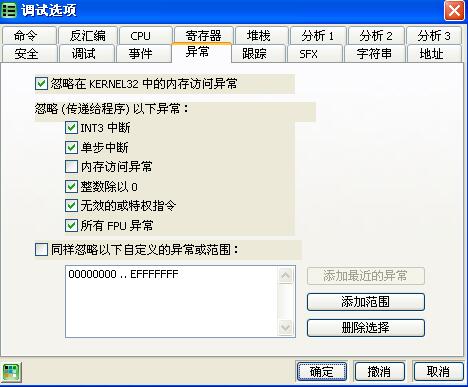 调试选项
命令 反汇编 CPU 寄存器 堆栈 分析 1 分析 2 分析 3
安全 调试 事件 异常 跟踪 SFX 字符串 地址
忽略在 KERNEL32 中的内存访问异常
忽略(传递给程序)以下异常：
INT3 中断
单步中断
内存访问异常
整数除以 0
无效的或特权指令
所有 FPU 异常
同样忽略以下自定义的异常或范围：
00000000..EFFFFFFF
添加最近的异常
添加范围
删除选择
确定 撤消 取消